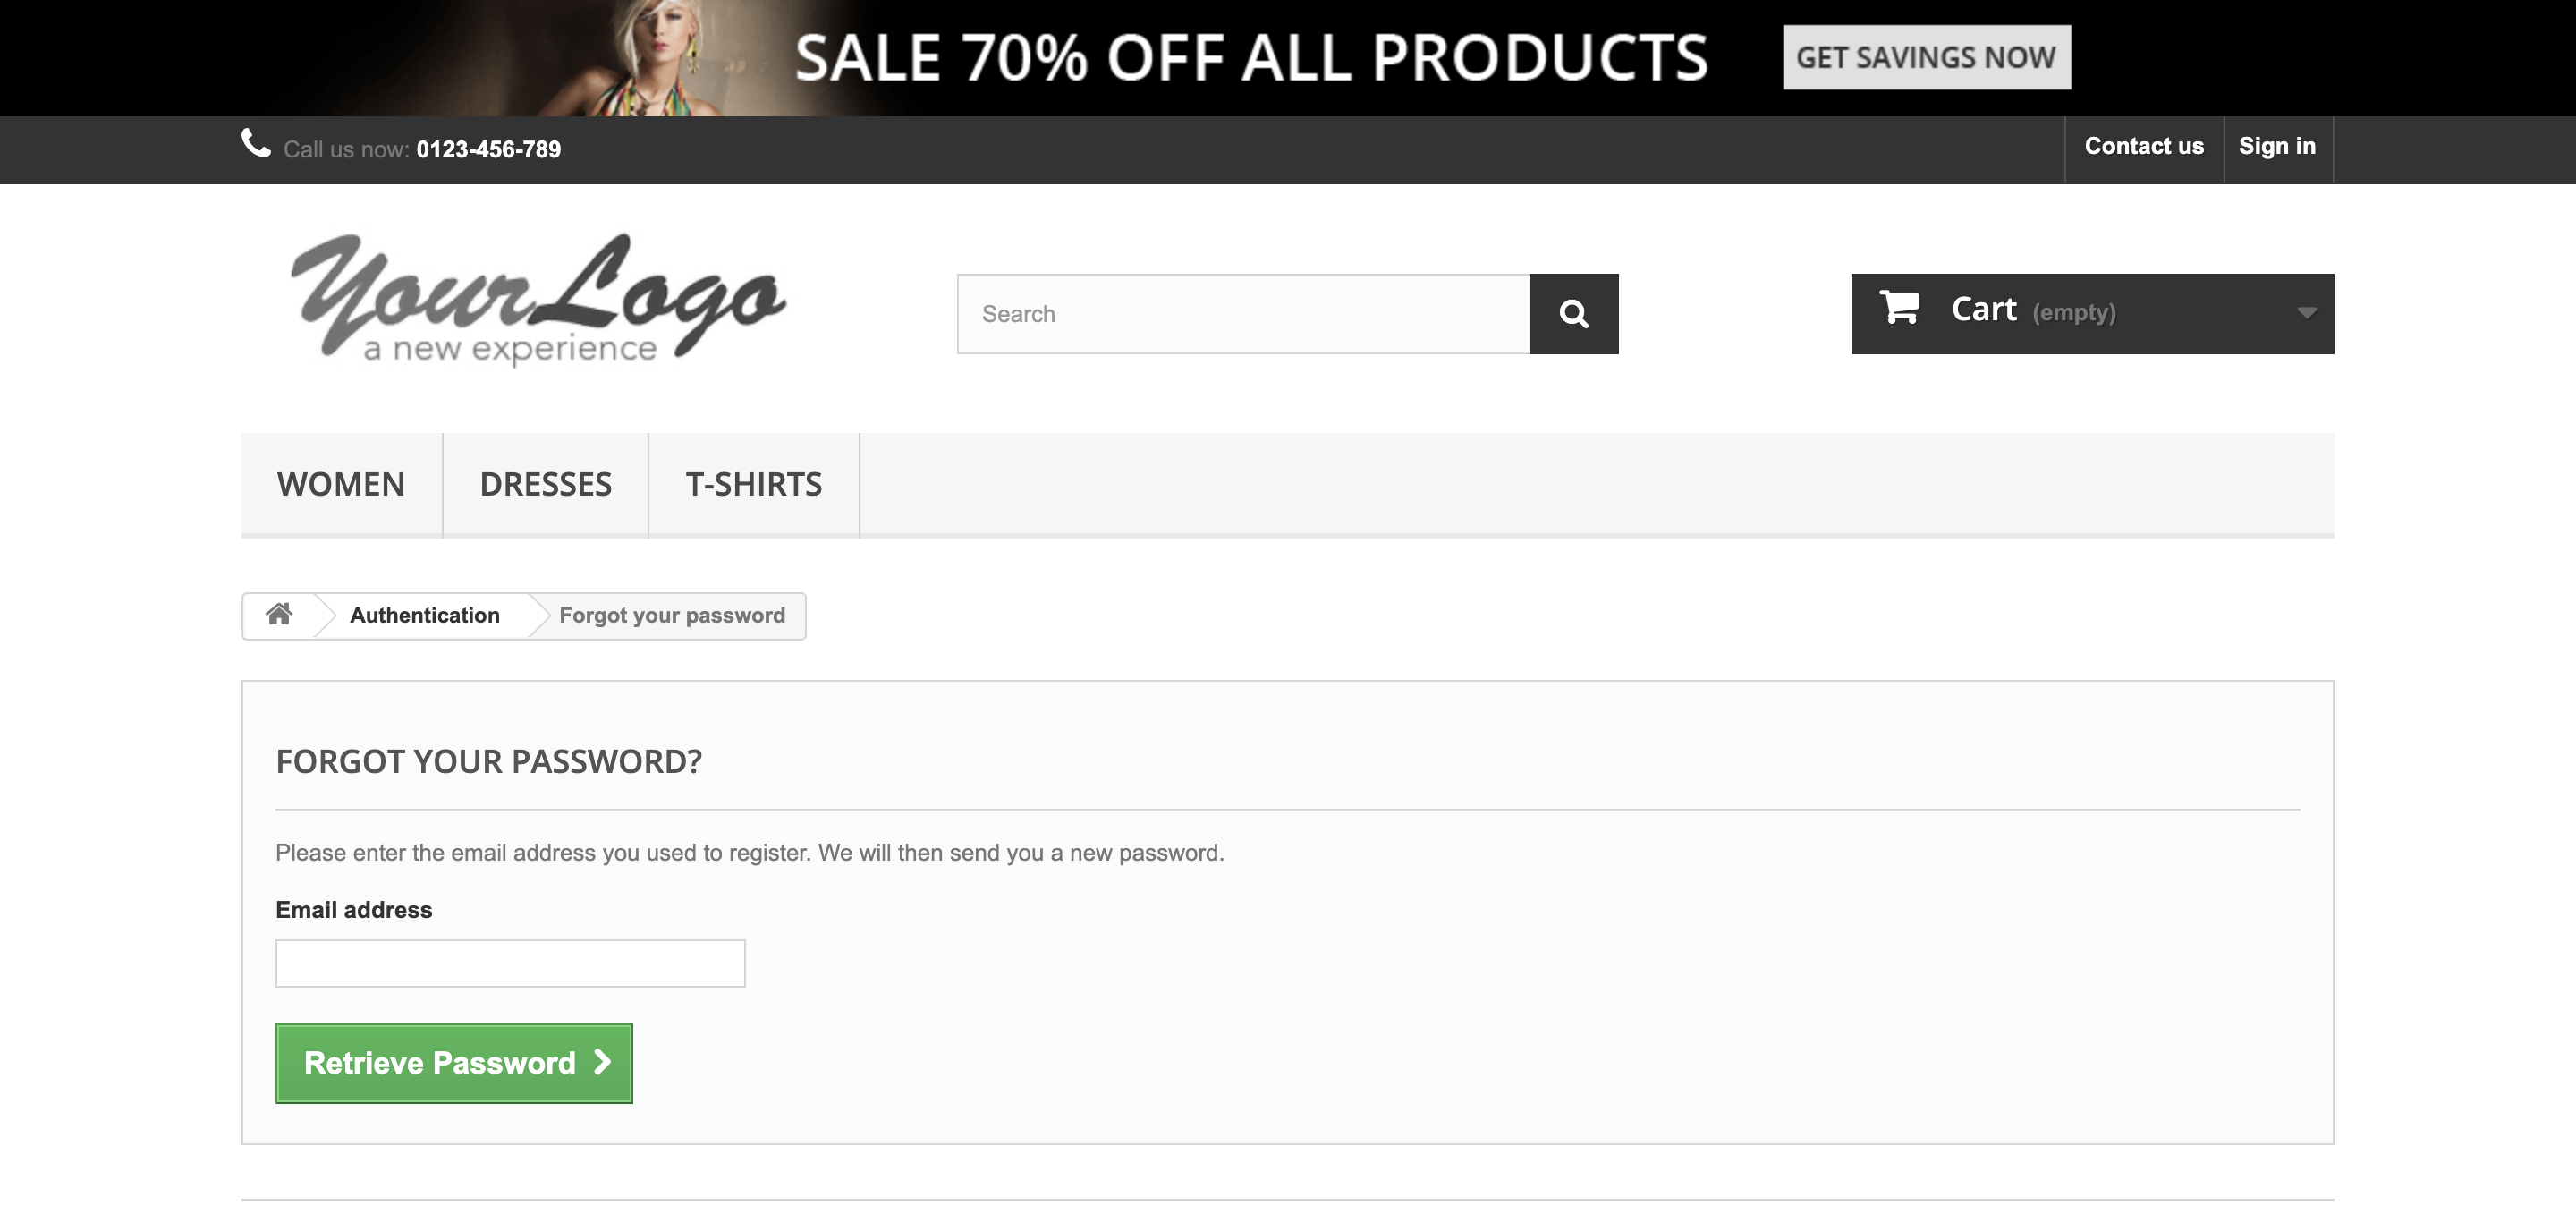 SALE 70% OFF ALL PRODUCTS GET SAVINGS NOW
Call us now: 0123-456-789 Contact us Sign in
YourLogo
a new experience
Search
Cart (empty)
WOMEN DRESSES T-SHIRTS
Authentication Forgot your password
FORGOT YOUR PASSWORD?
Please enter the email address you used to register. We will then send you a new password.
Email address
Retrieve Password